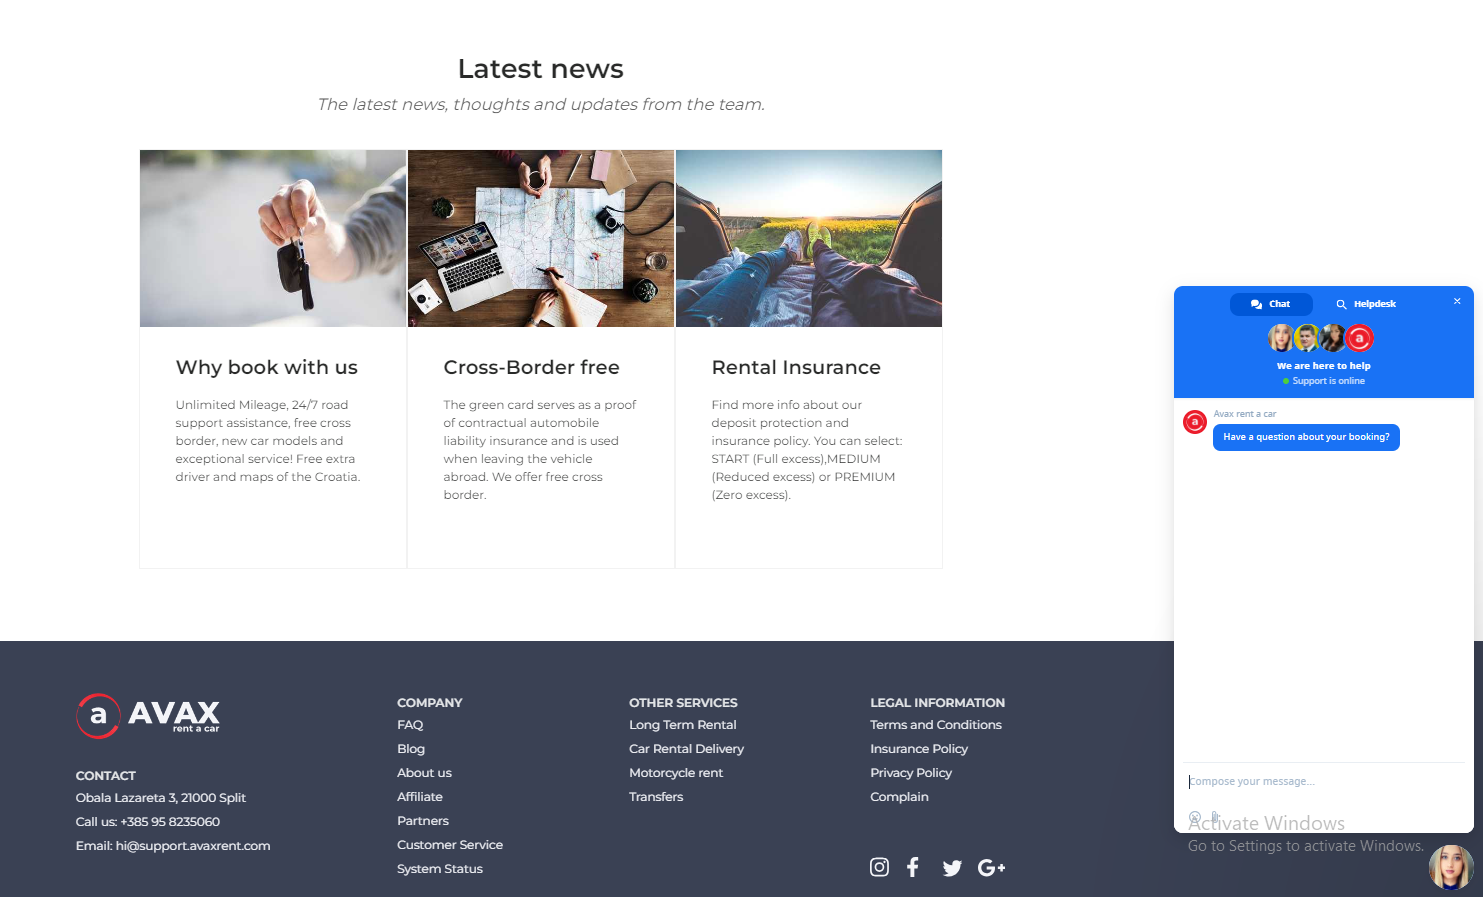 Latest news
The latest news, thoughts and updates from the team.
Why book with us
Unlimited Mileage, 24/7 road
support assistance, free cross
border, new car models and
exceptional service! Free extra
driver and maps of the Croatia.
Cross-Border free
The green card serves as a proof
of contractual automobile
liability insurance and is used
when leaving the vehicle
abroad. We offer free cross
border.
Rental Insurance
Find more info about our
deposit protection and
insurance policy. You can select:
START (Full excess),MEDIUM
(Reduced excess) or PREMIUM
(Zero excess).
Chat
Helpdesk
a
We are here to help
Support is online
a
Avax rent a car
Have a question about your booking?
Compose your message...
a AVAX
rent a car
CONTACT
Obala Lazareta 3, 21000 Split
Call us: +385 95 8235060
Email: hi@support.avaxrent.com
COMPANY
FAQ
Blog
About us
Affiliate
Partners
Customer Service
System Status
OTHER SERVICES
Long Term Rental
Car Rental Delivery
Motorcycle rent
Transfers
LEGAL INFORMATION
Terms and Conditions
Insurance Policy
Privacy Policy
Complain
Activate Windows
Go to Settings to activate Windows.